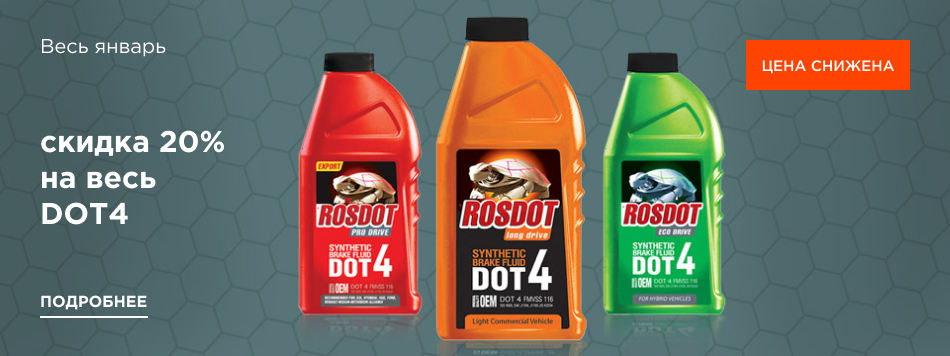 Весь январь
ЦЕНА СНИЖЕНА
скидка 20%
на весь
DOT4
ПОДРОБНЕЕ
EXPORT
ROSDOT
PRO DRIVE
SYNTHETIC
BRAKE FLUID
DOT 4
OEM DOT 4 FMVSS 116
ROSDOT
long drive
SYNTHETIC
BRAKE FLUID
DOT 4
OEM DOT 4 FMVSS 116
Light Commercial Vehicle
ROSDOT
ECO DRIVE
SYNTHETIC
BRAKE FLUID
DOT 4
OEM DOT 4 FMVSS 116
FOR HYBRID VEHICLES